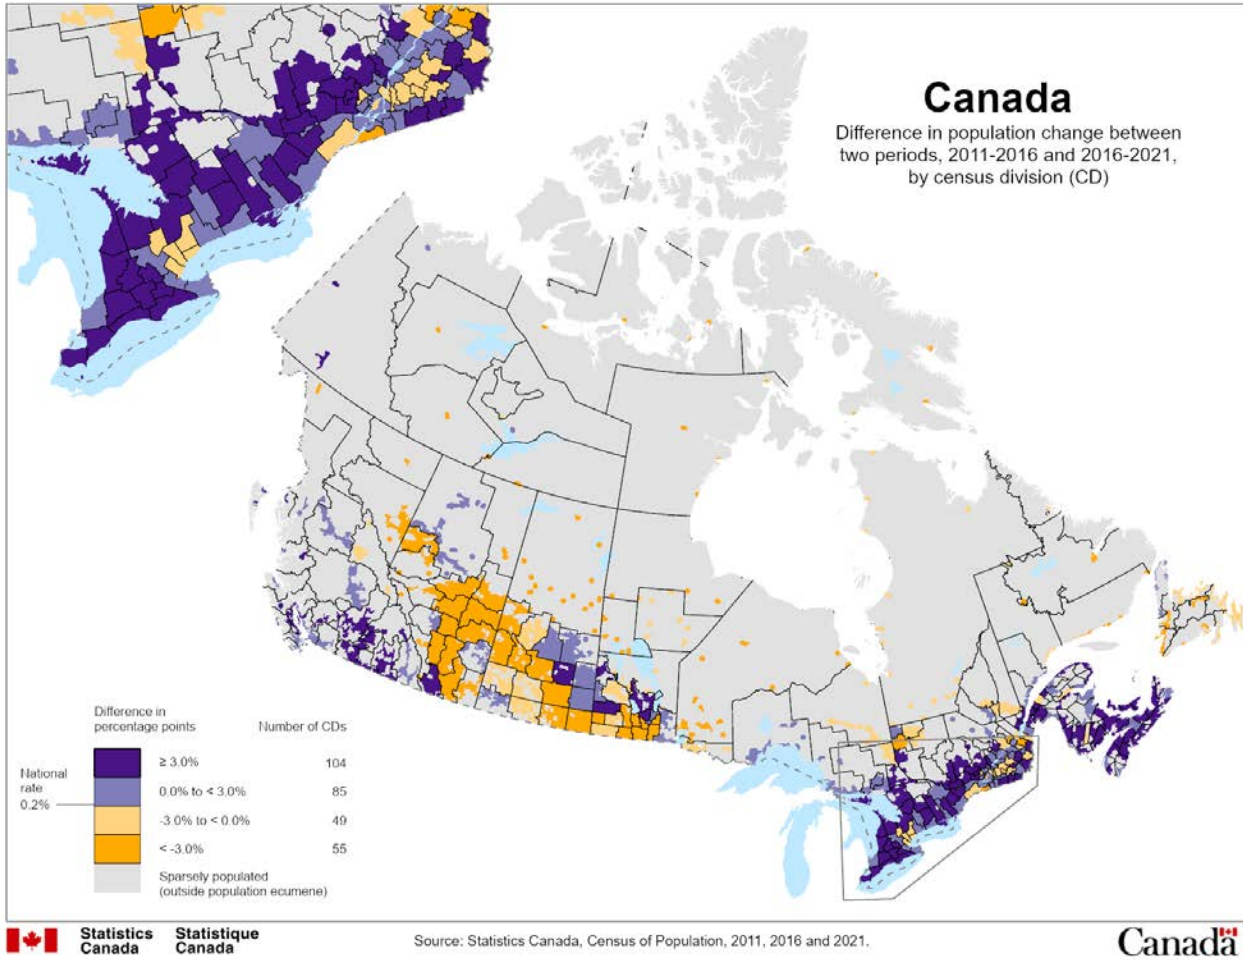 Canada
Difference in population change between
two periods, 2011-2016 and 2016-2021,
by census division (CD)
Difference in
percentage points
Number of CDs
≥ 3.0%
104
National
rate
0.2%
0.0% to < 3.0%
85
-3.0% to < 0.0%
49
< -3.0%
55
Sparsely populated
(outside population ecumene)
Statistics
Canada
Statistique
Canada
Source: Statistics Canada, Census of Population, 2011, 2016 and 2021.
Canada